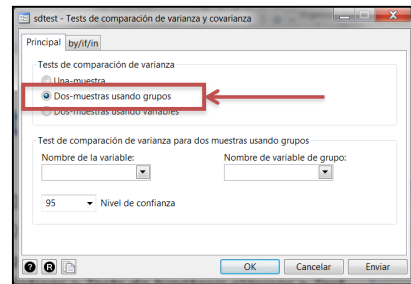 sdtest - Tests de comparación de varianza y covarianza
Principal by/if/in
Tests de comparación de varianza
Una-muestra
Dos-muestras usando grupos
Dos-muestras usando variables
Test de comparación de varianza para dos muestras usando grupos
Nombre de la variable: Nombre de variable de grupo:
95 Nivel de confianza
OK Cancelar Enviar